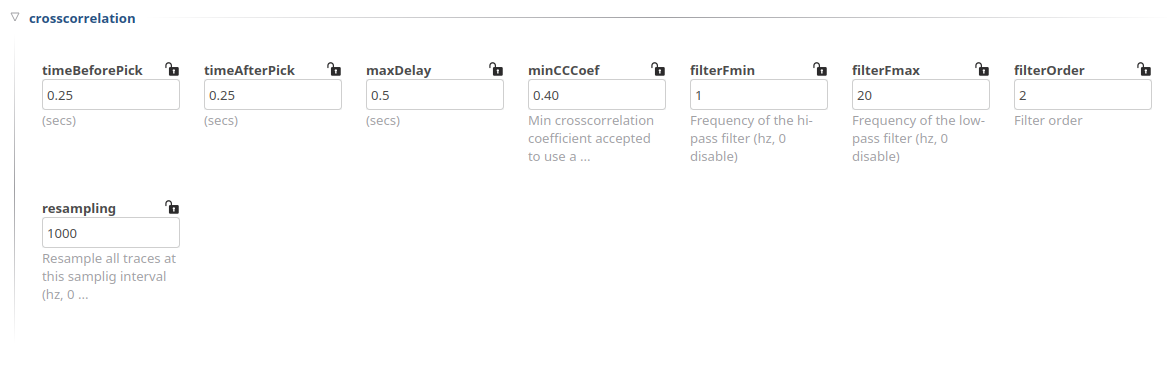 crosscorrelation
timeBeforePick timeAfterPick maxDelay minCCCoef filterFmin filterFmax filterOrder
0.25 0.25 0.5 0.40 1 20 2
(secs) (secs) (secs) Min crosscorrelation Frequency of the hi- Frequency of the low- Filter order
coefficient accepted pass filter (hz, 0 pass filter (hz, 0
to use a ... disable) disable)
resampling
1000
Resample all traces at
this samplig interval
(hz, 0 ...